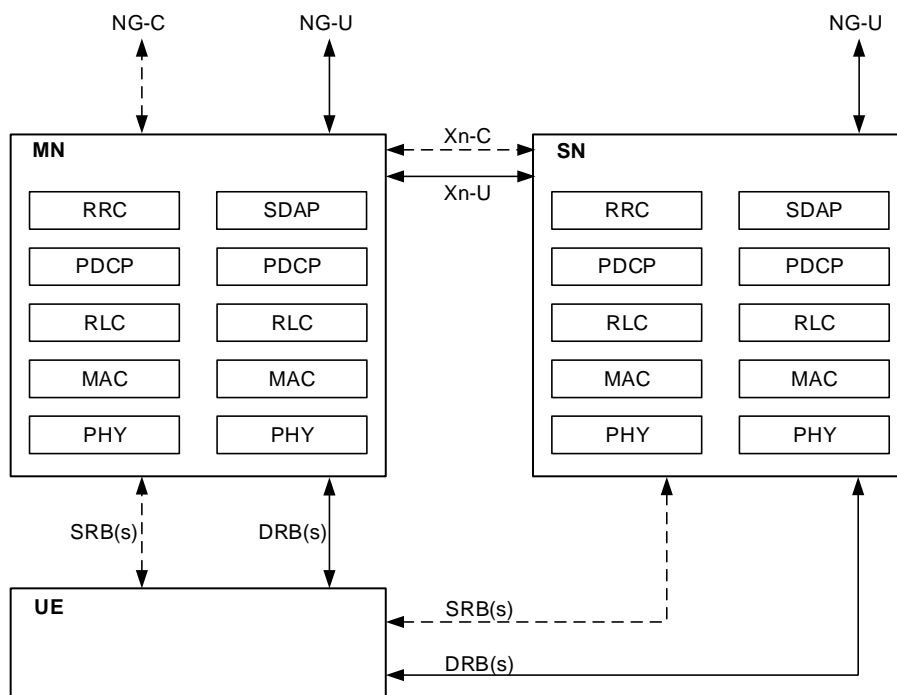 NG-C
NG-U
NG-U
MN
Xn-C
Xn-U
SN
RRC
SDAP
PDCP
PDCP
RLC
RLC
MAC
MAC
PHY
PHY
RRC
SDAP
PDCP
PDCP
RLC
RLC
MAC
MAC
PHY
PHY
SRB(s)
DRB(s)
UE
SRB(s)
DRB(s)